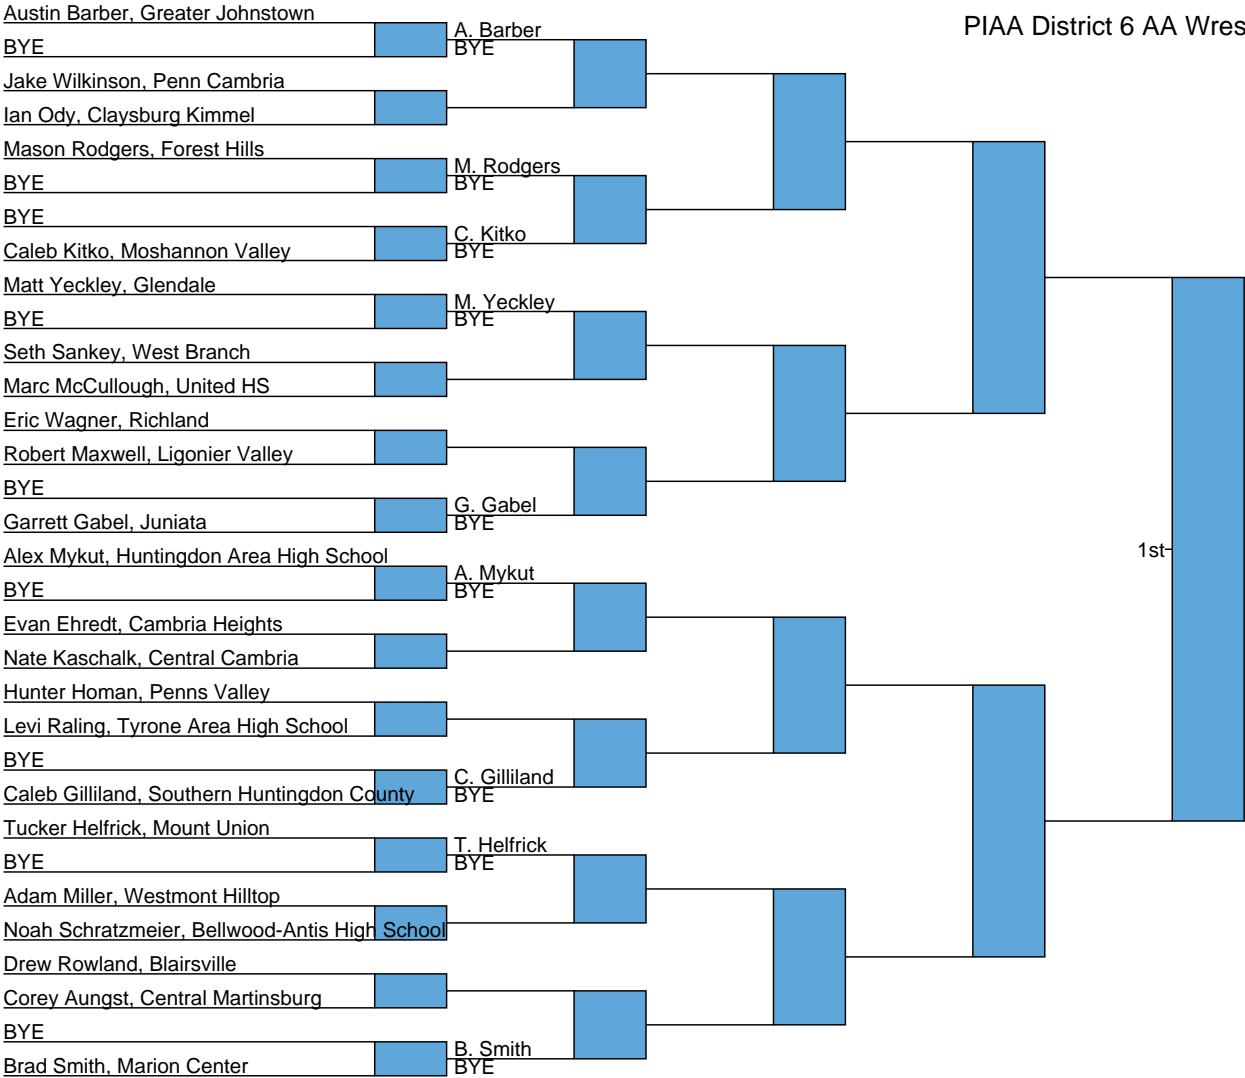 Austin Barber, Greater Johnstown
PIAA District 6 AA Wres
A. Barber
BYE
BYE
Jake Wilkinson, Penn Cambria
Ian Ody, Claysburg Kimmel
Mason Rodgers, Forest Hills
M. Rodgers
BYE
BYE
BYE
C. Kitko
BYE
Caleb Kitko, Moshannon Valley
Matt Yeckley, Glendale
M. Yeckley
BYE
BYE
Seth Sankey, West Branch
Marc McCullough, United HS
Eric Wagner, Richland
Robert Maxwell, Ligonier Valley
BYE
G. Gabel
BYE
Garrett Gabel, Juniata
1st
Alex Mykut, Huntingdon Area High School
A. Mykut
BYE
BYE
Evan Ehredt, Cambria Heights
Nate Kaschalk, Central Cambria
Hunter Homan, Penns Valley
Levi Raling, Tyrone Area High School
BYE
C. Gilliland
BYE
Caleb Gilliland, Southern Huntingdon County
Tucker Helfrick, Mount Union
T. Helfrick
BYE
BYE
Adam Miller, Westmont Hilltop
Noah Schratzmeier, Bellwood-Antis High School
Drew Rowland, Blairsville
Corey Aungst, Central Martinsburg
BYE
B. Smith
BYE
Brad Smith, Marion Center